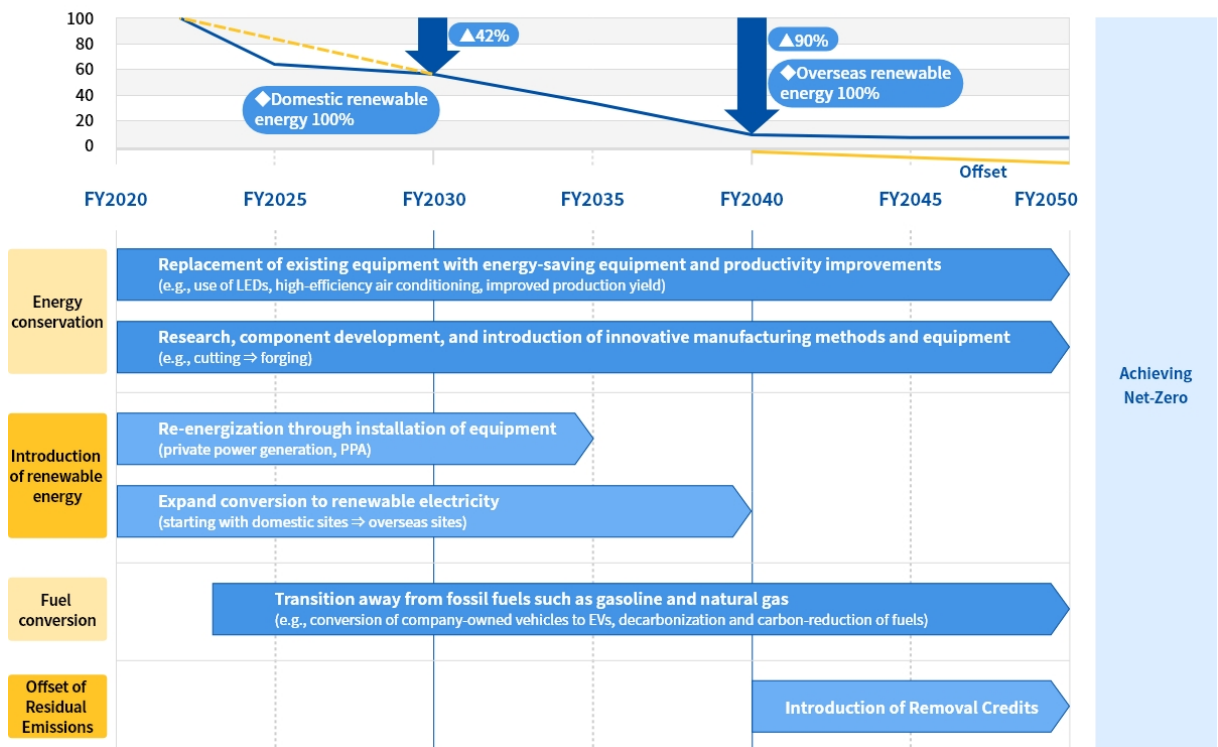 100
80
60
40
20
0
▲42%
◆Domestic renewable
energy 100%
▲90%
◆Overseas renewable
energy 100%
Offset
FY2020
FY2025
FY2030
FY2035
FY2040
FY2045
FY2050
Energy
conservation
Replacement of existing equipment with energy-saving equipment and productivity improvements
(e.g., use of LEDs, high-efficiency air conditioning, improved production yield)
Research, component development, and introduction of innovative manufacturing methods and equipment
(e.g., cutting ⇒ forging)
Introduction
of renewable
energy
Re-energization through installation of equipment
(private power generation, PPA)
Expand conversion to renewable electricity
(starting with domestic sites ⇒ overseas sites)
Fuel
conversion
Transition away from fossil fuels such as gasoline and natural gas
(e.g., conversion of company-owned vehicles to EVs, decarbonization and carbon-reduction of fuels)
Offset of
Residual
Emissions
Introduction of Removal Credits
Achieving
Net-Zero